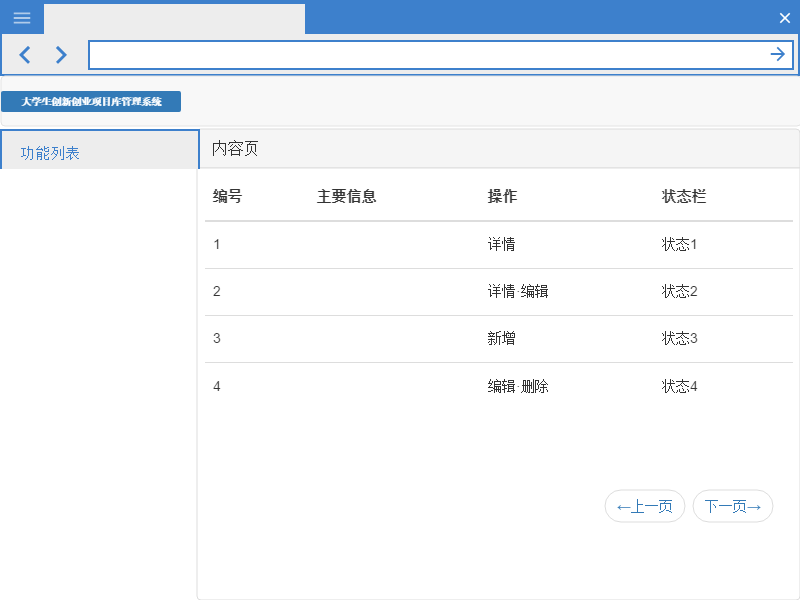 大学生创新创业项目库管理系统
功能列表
内容页
编号 主要信息 操作 状态栏
1 详情 状态1
2 详情·编辑 状态2
3 新增 状态3
4 编辑·删除 状态4
←上一页 下一页→